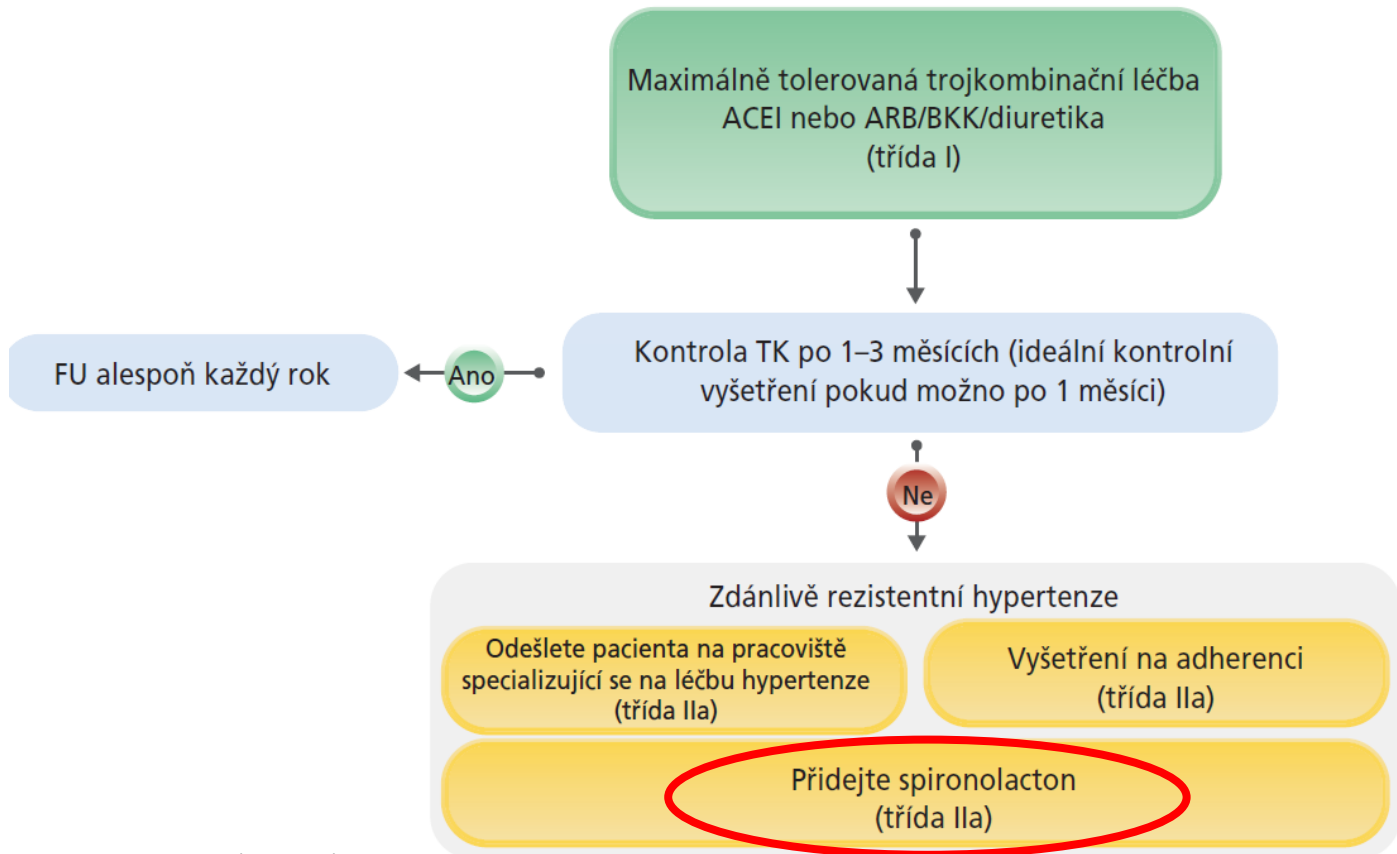 Maximálně tolerovaná trojkombinační léčba
ACEI nebo ARB/BKK/diuretika
(třída I)
Kontrola TK po 1–3 měsících (ideální kontrolní
vyšetření pokud možno po 1 měsíci)
Ano
FU alespoň každý rok
Ne
Zdánlivě rezistentní hypertenze
Odešlete pacienta na pracoviště
specializující se na léčbu hypertenze
(třída IIa)
Vyšetření na adherenci
(třída IIa)
Přidejte spironolacton
(třída IIa)